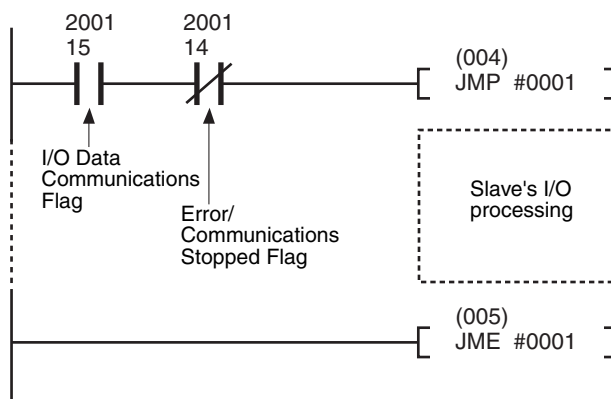 2001
15
2001
14
(004)
JMP #0001
I/O Data
Communications
Flag
Error/
Communications
Stopped Flag
Slave's I/O
processing
(005)
JME #0001